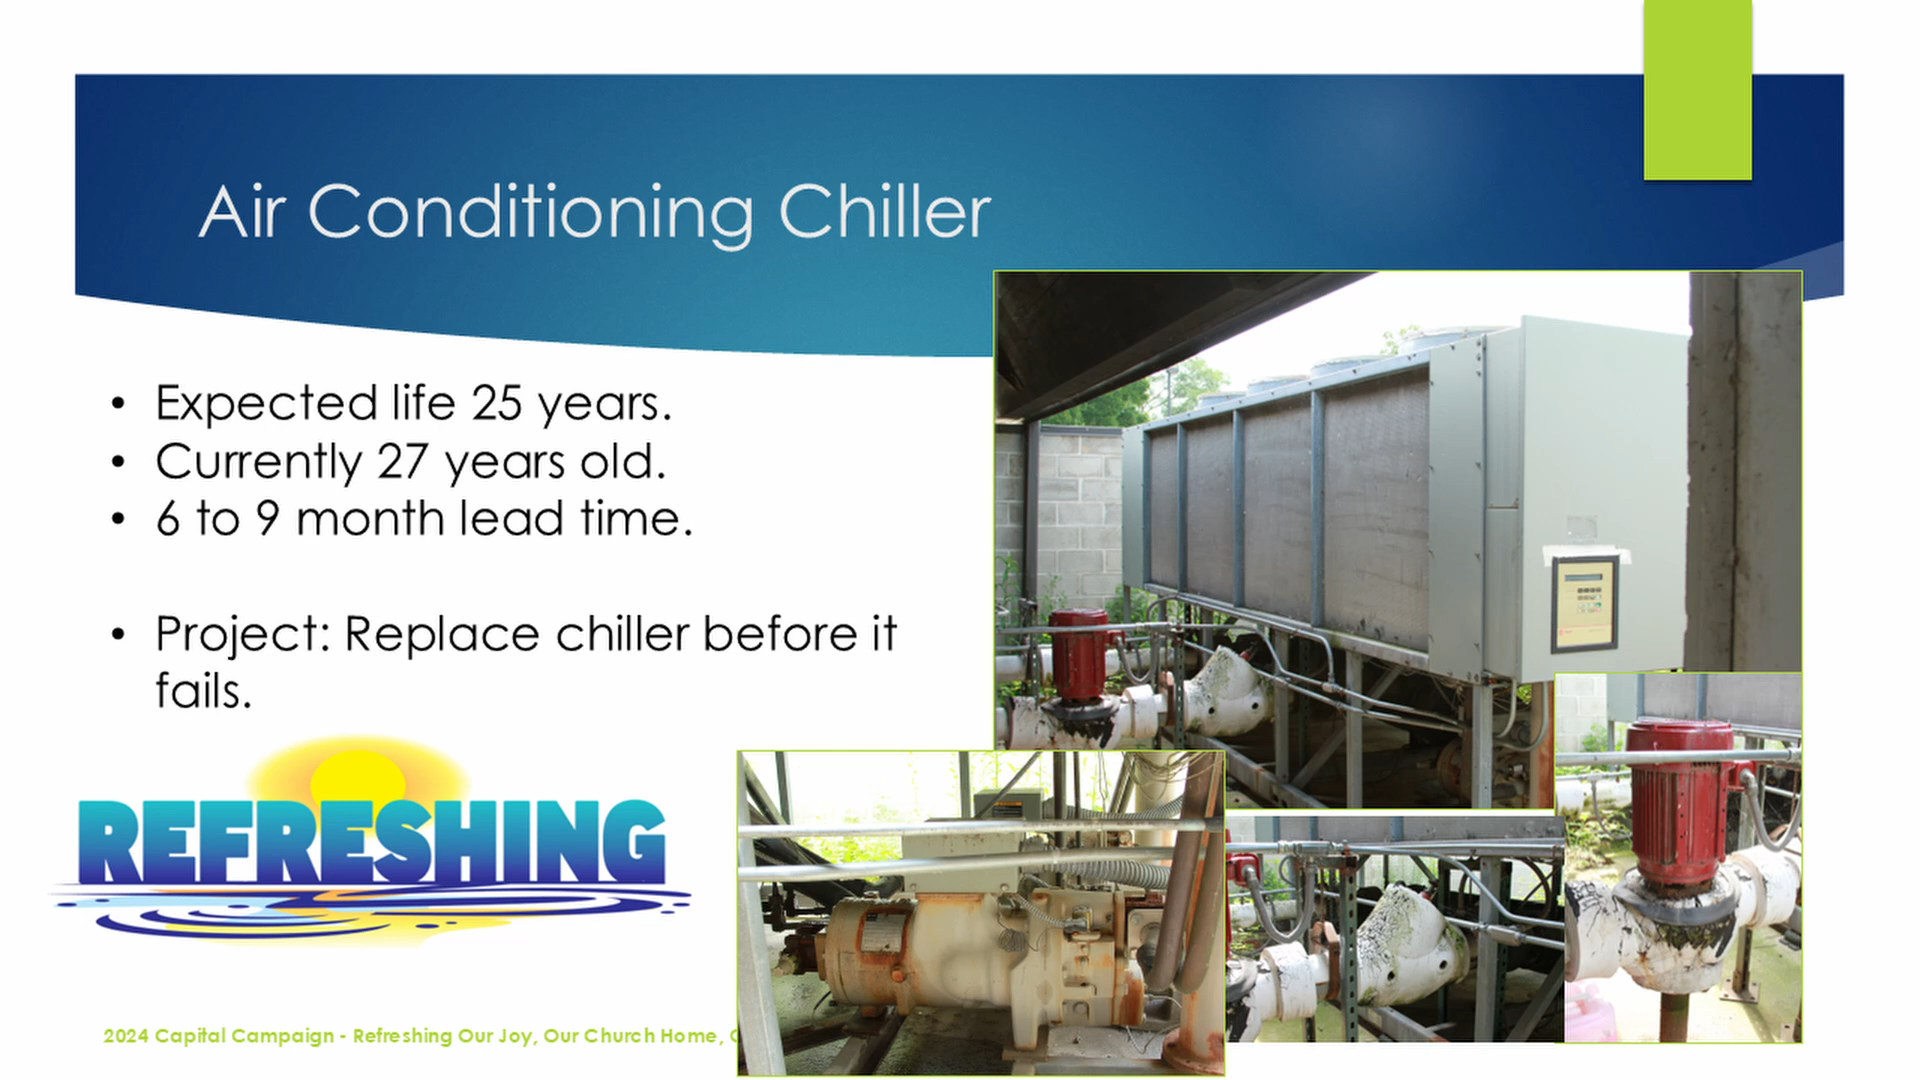 Air Conditioning Chiller
• Expected life 25 years.
• Currently 27 years old.
• 6 to 9 month lead time.
• Project: Replace chiller before it
fails.
REFRESHING
2024 Capital Campaign - Refreshing Our Joy, Our Church Home,